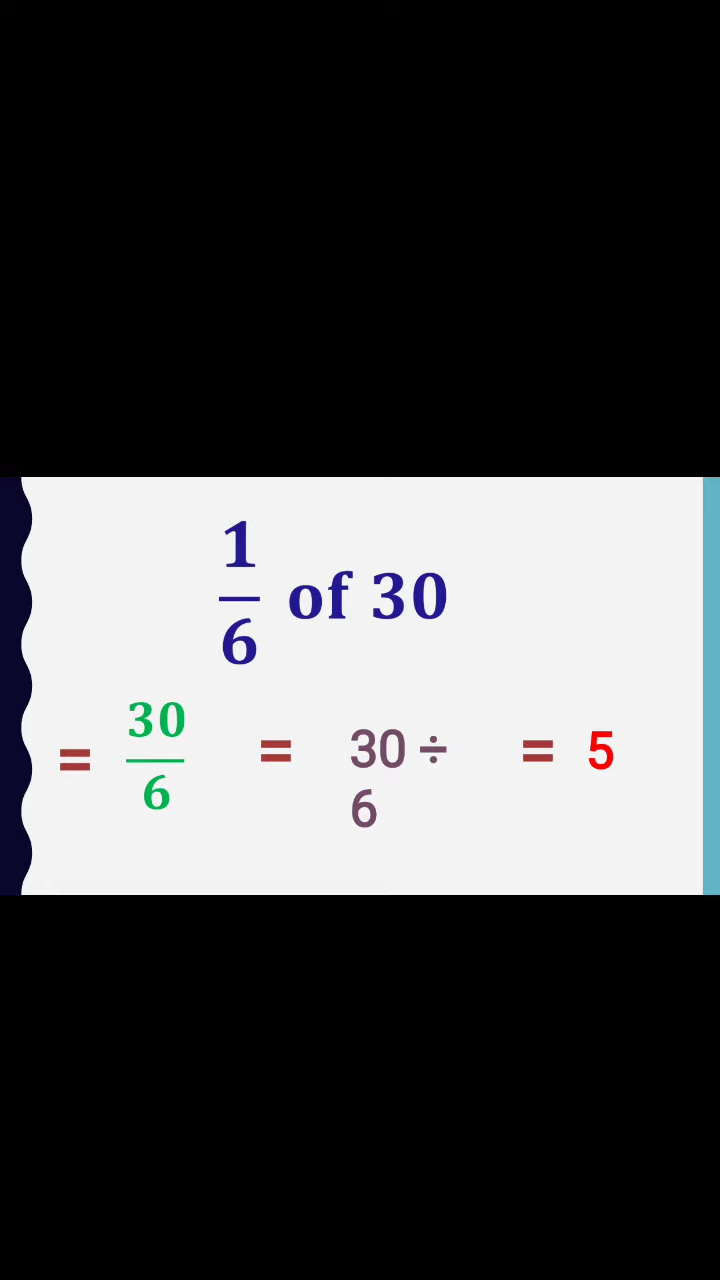 1/6 of 30
= 30/6 = 30 ÷ 6 = 5